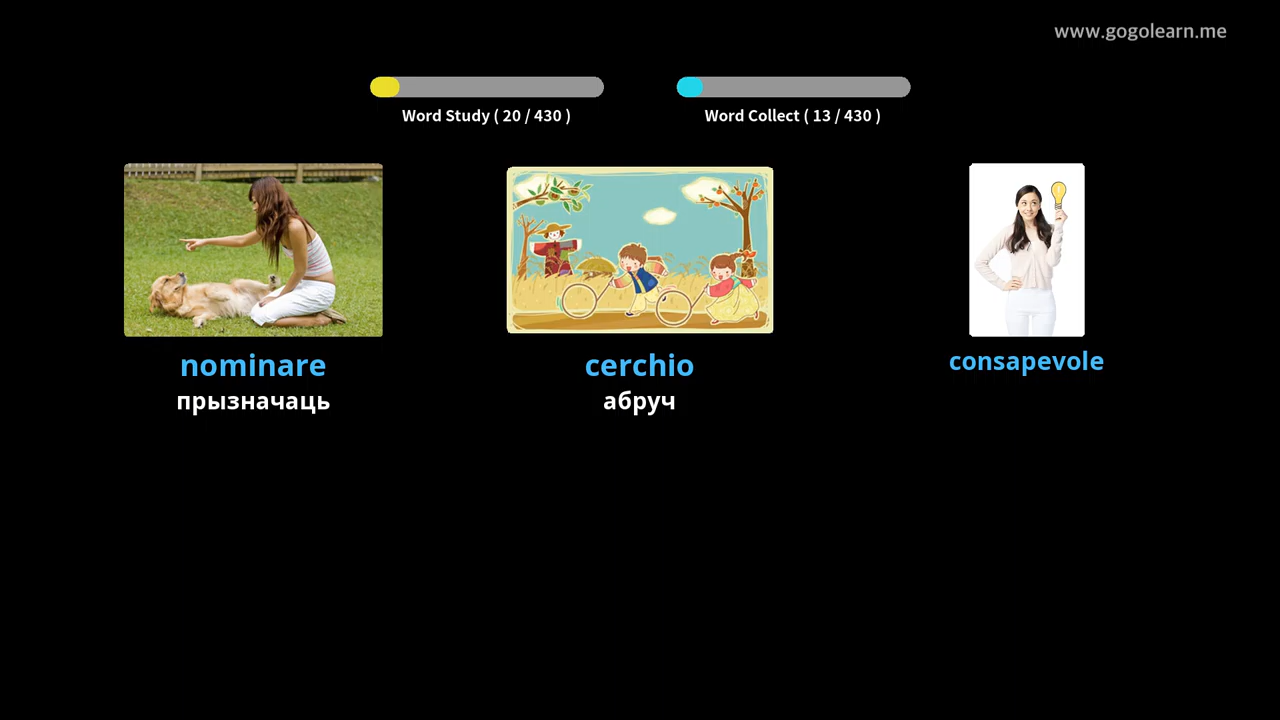 www.gogolearn.me
Word Study ( 20 / 430 )
Word Collect ( 13 / 430 )
nominare
прызначаць
cerchio
абруч
consapevole